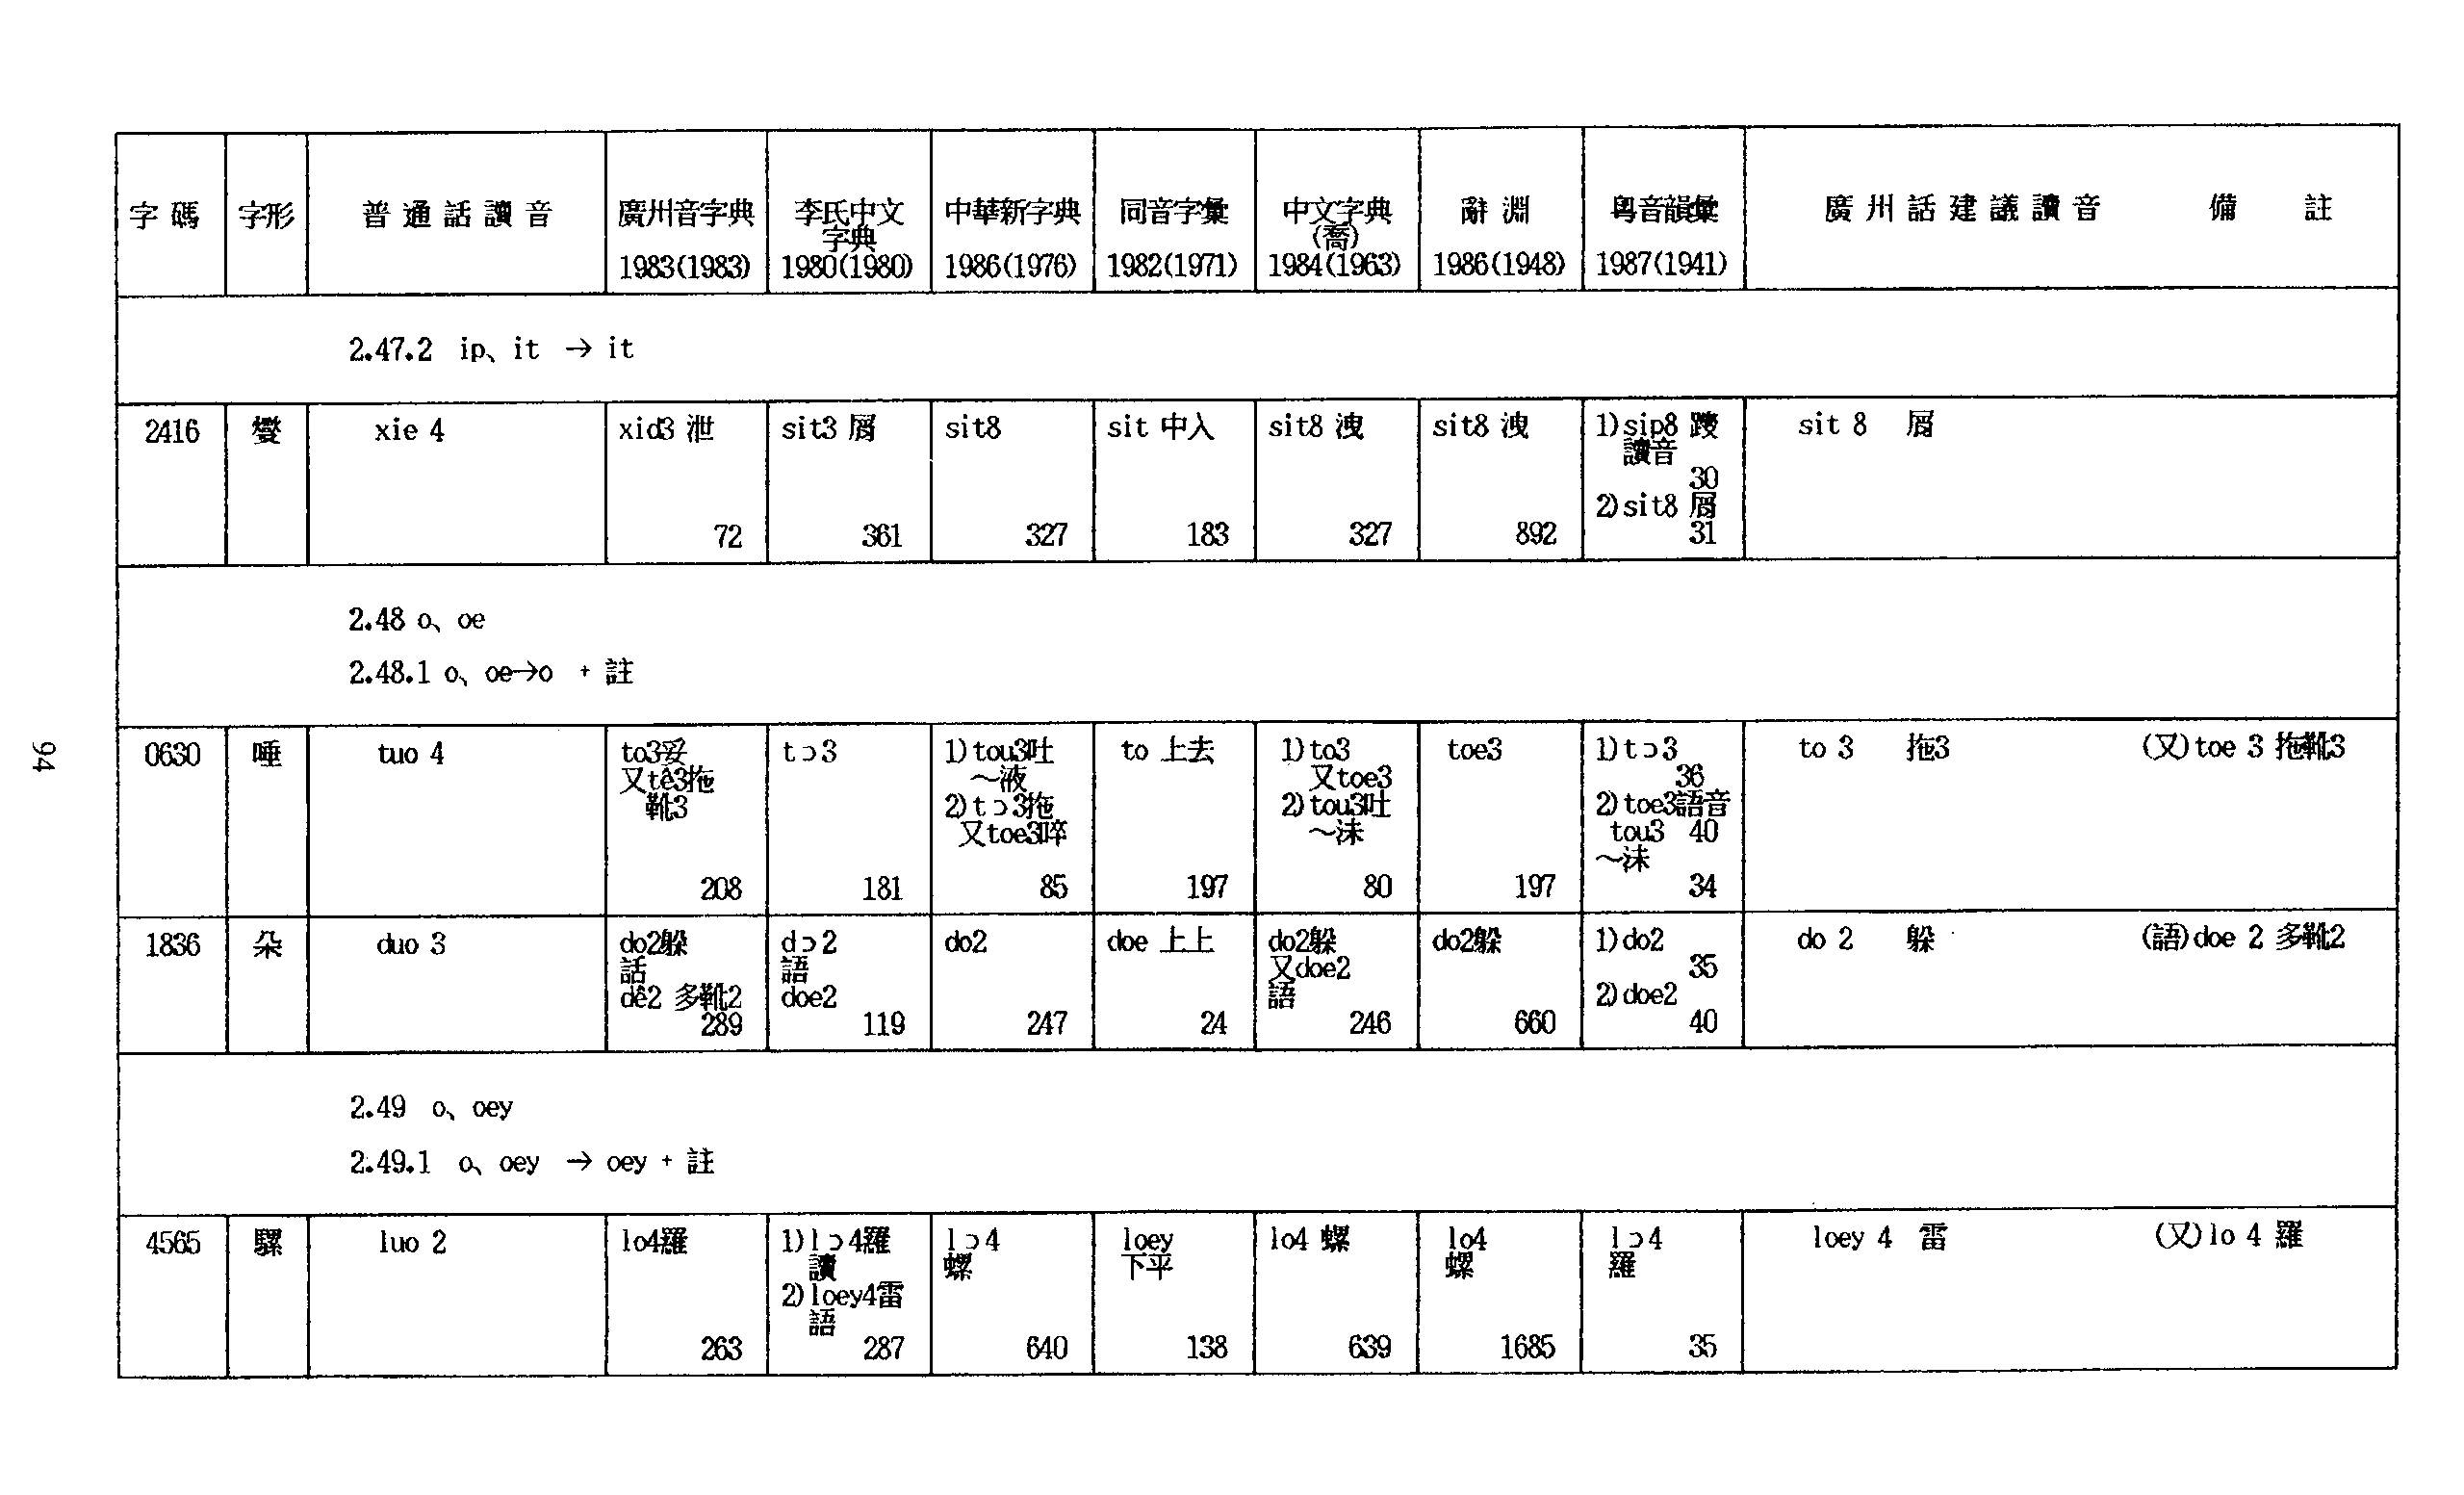 字碼 字形 普通話讀音 廣州音字典 1983(1983) 李氏中文字典 1980(1980) 中華新字典 1986(1976) 同音字彙 1982(1971) 中文字典(喬) 1984(1963) 辭淵 1986(1948) 粵音韻彙 1987(1941) 廣州話建議讀音 備註
2.47.2 ip、it → it
2416 燮 xie 4 xid3 泄 72 sit3 屑 361 sit8 327 sit 中入 183 sit8 洩 327 sit8 洩 892 1)sip8 躞 讀音 30 2)sit8 屑 31 sit 8 屑
2.48 o、oe
2.48.1 o、oe→o + 註
0630 唾 tuo 4 to3妥 又tê3拖靴3 208 tɔ3 181 1)tou3吐 ～液 2)tɔ3拖 又toe3啐 85 to 上去 197 1)to3 又toe3 2)tou3吐 ～沫 80 toe3 197 1)tɔ3 36 2)toe3語音 tou3 40 ～沫 34 to 3 拖3 (又)toe 3 拖靴3
1836 朵 duo 3 do2躲 話 dê2 多靴2 289 dɔ2 語 doe2 119 do2 247 doe 上上 24 do2躲 又doe2 語 246 do2躲 660 1)do2 35 2)doe2 40 do 2 躲 (語)doe 2 多靴2
2.49 o、oey
2.49.1 o、oey → oey + 註
4565 騾 luo 2 lo4羅 263 1)lɔ4羅 讀 2)loey4雷 語 287 lɔ4 螺 640 loey 下平 138 lo4 螺 639 lo4 螺 1685 lɔ4 羅 35 loey 4 雷 (又)lo 4 羅
94